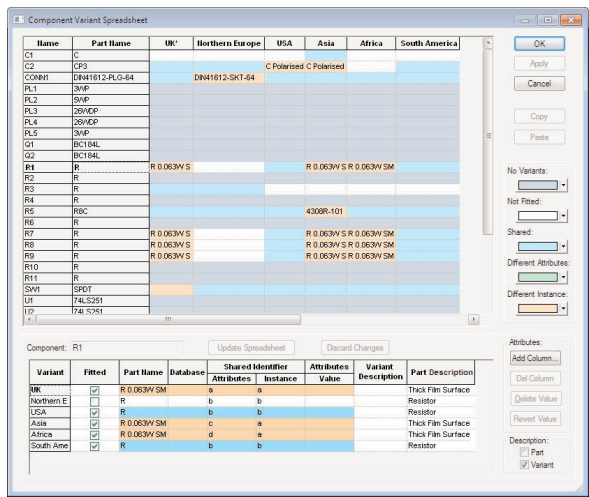 Component Variant Spreadsheet
Name Part Name UK' Northern Europe USA Asia Africa South America
C1 C
C2 CP3 C Polarised C Polarised
CONN1 DIN41612-PLG-64 DIN41612-SKT-64
PL1 3WP
PL2 5WP
PL3 26WDP
PL4 26WDP
PL5 3WP
Q1 BC184L
Q2 BC184L
R1 R R 0.063W S R 0.063W S R 0.063W SM
R2 R
R3 R
R4 R
R5 R8C 4308R-101
R6 R
R7 R R 0.063W S R 0.063W S R 0.063W SM
R8 R R 0.063W S R 0.063W S R 0.063W SM
R9 R R 0.063W S R 0.063W S R 0.063W SM
R10 R
R11 R
SW1 SPDT
U1 74LS251
U2 74LS251
OK
Apply
Cancel
Copy
Paste
No Variants:
Not Fitted:
Shared:
Different Attributes:
Different Instance:
Component: R1 Update Spreadsheet Discard Changes
Variant Fitted Part Name Database Shared Identifier Attributes Instance Attributes Value Variant Description Part Description
UK R 0.063W SM a a Thick Film Surface
Northern E R b b Resistor
USA R b b Resistor
Asia R 0.063W SM c a Thick Film Surface
Africa R 0.063W SM d a Thick Film Surface
South Ame R b b Resistor
Attributes:
Add Column...
Del Column
Delete Value
Revert Value
Description:
Part
Variant